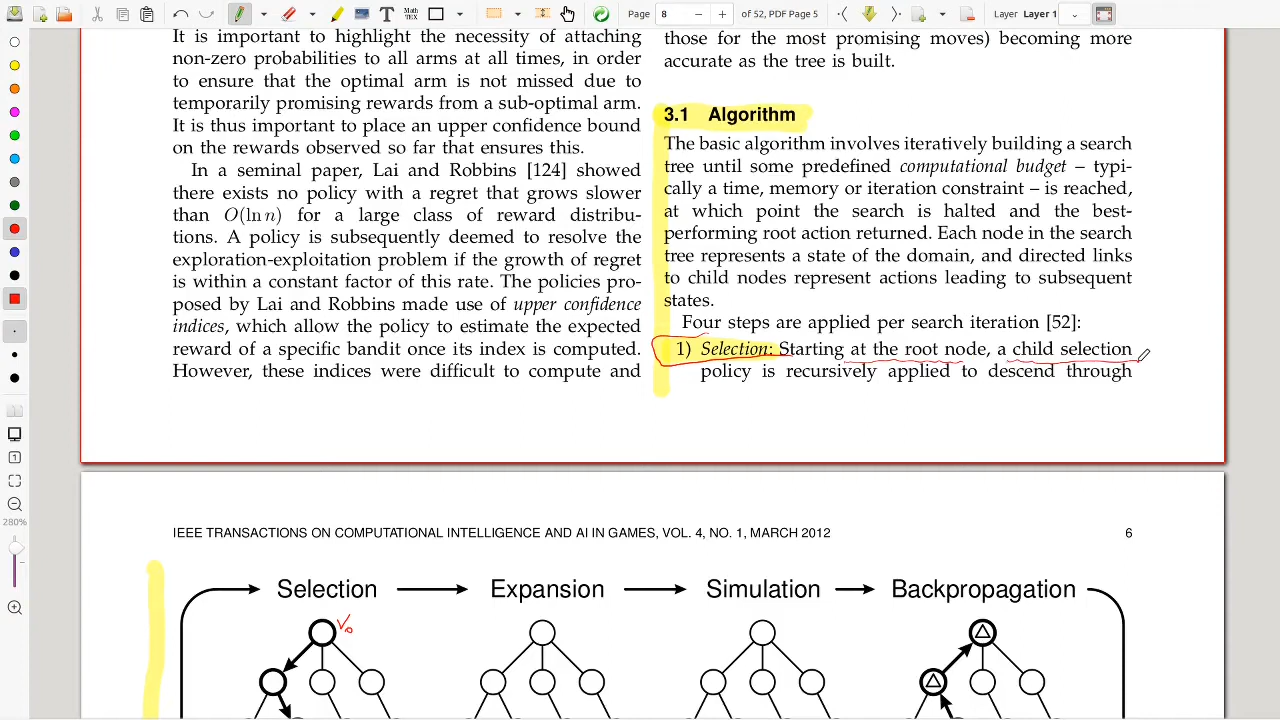 Page 8 of 52 PDF Page 5 Layer Layer 1
Math
TEX
280%
It is important to highlight the necessity of attaching
non-zero probabilities to all arms at all times, in order
to ensure that the optimal arm is not missed due to
temporarily promising rewards from a sub-optimal arm.
It is thus important to place an upper confidence bound
on the rewards observed so far that ensures this.
In a seminal paper, Lai and Robbins [124] showed
there exists no policy with a regret that grows slower
than O(ln n) for a large class of reward distribu-
tions. A policy is subsequently deemed to resolve the
exploration-exploitation problem if the growth of regret
is within a constant factor of this rate. The policies pro-
posed by Lai and Robbins made use of upper confidence
indices, which allow the policy to estimate the expected
reward of a specific bandit once its index is computed.
However, these indices were difficult to compute and
those for the most promising moves) becoming more
accurate as the tree is built.
3.1 Algorithm
The basic algorithm involves iteratively building a search
tree until some predefined computational budget – typi-
cally a time, memory or iteration constraint – is reached,
at which point the search is halted and the best-
performing root action returned. Each node in the search
tree represents a state of the domain, and directed links
to child nodes represent actions leading to subsequent
states.
Four steps are applied per search iteration [52]:
1) Selection: Starting at the root node, a child selection
policy is recursively applied to descend through
IEEE TRANSACTIONS ON COMPUTATIONAL INTELLIGENCE AND AI IN GAMES, VOL. 4, NO. 1, MARCH 2012 6
Selection Expansion Simulation Backpropagation
V₀